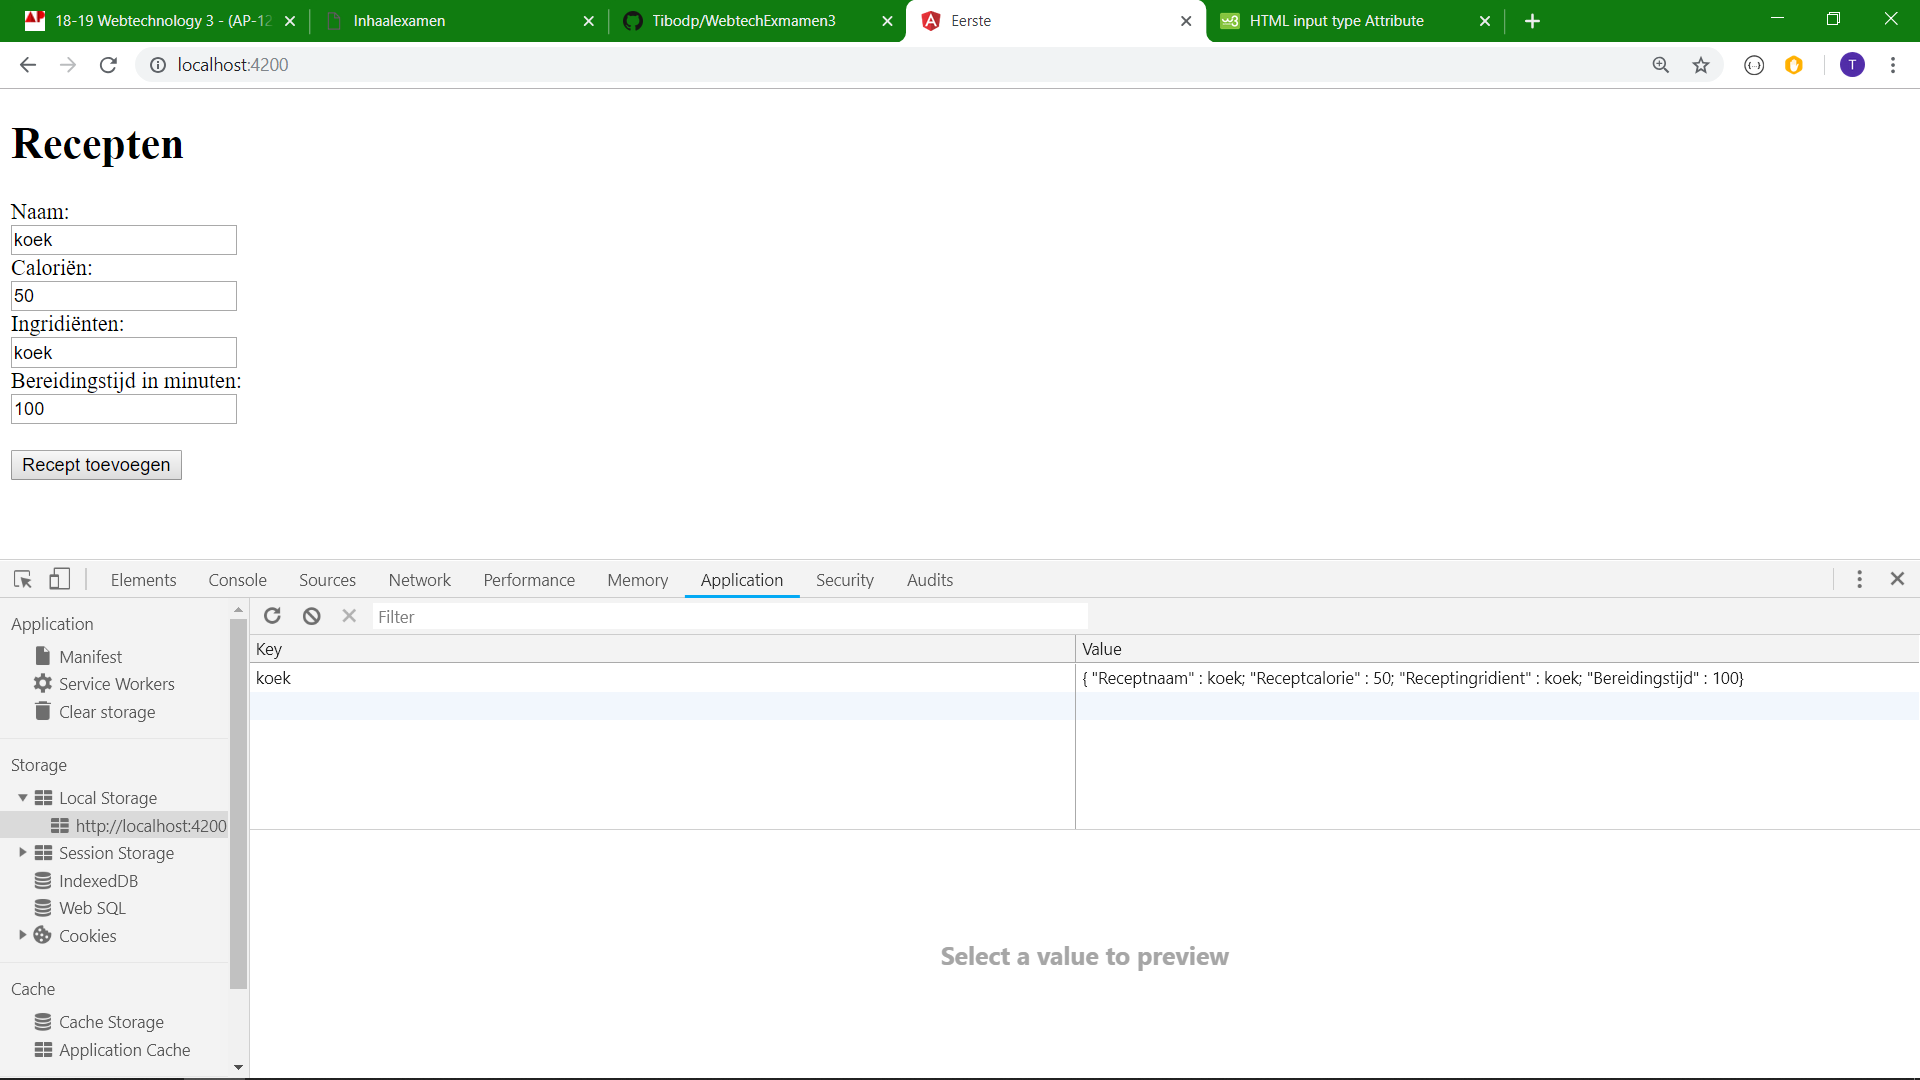 18-19 Webtechnology 3 - (AP-12
Inhaalexamen
Tibodp/WebtechExmamen3
Eerste
HTML input type Attribute
localhost:4200
T
Recepten
Naam:
koek
Caloriën:
50
Ingridiënten:
koek
Bereidingstijd in minuten:
100
Recept toevoegen
Elements Console Sources Network Performance Memory Application Security Audits
Application
Manifest
Service Workers
Clear storage
Storage
Local Storage
http://localhost:4200
Session Storage
IndexedDB
Web SQL
Cookies
Cache
Cache Storage
Application Cache
Filter
Key Value
koek { "Receptnaam" : koek; "Receptcalorie" : 50; "Receptingridient" : koek; "Bereidingstijd" : 100}
Select a value to preview